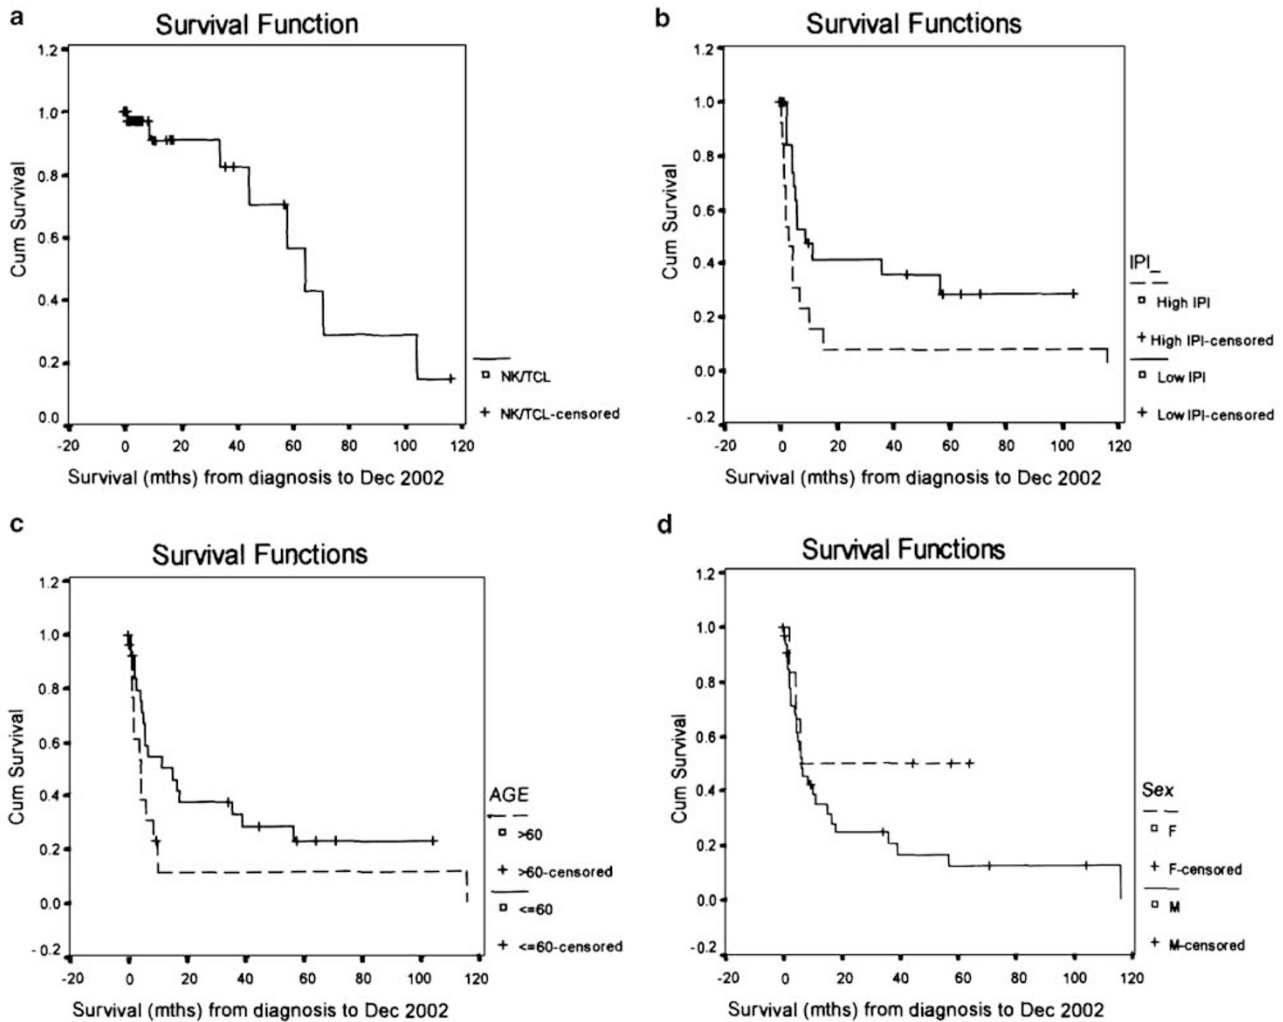 a
Survival Function
1.2
1.0
0.8
0.6
0.4
0.2
0.0
Cum Survival
-20 0 20 40 60 80 100 120
Survival (mths) from diagnosis to Dec 2002
NK/TCL
NK/TCL-censored
b
Survival Functions
1.2
1.0
0.8
0.6
0.4
0.2
0.0
-0.2
Cum Survival
-20 0 20 40 60 80 100 120
Survival (mths) from diagnosis to Dec 2002
IPI_
High IPI
High IPI-censored
Low IPI
Low IPI-censored
c
Survival Functions
1.2
1.0
0.8
0.6
0.4
0.2
0.0
-0.2
Cum Survival
-20 0 20 40 60 80 100 120
Survival (mths) from diagnosis to Dec 2002
AGE
>60
>60-censored
<=60
<=60-censored
d
Survival Functions
1.2
1.0
0.8
0.6
0.4
0.2
0.0
-0.2
Cum Survival
-20 0 20 40 60 80 100 120
Survival (mths) from diagnosis to Dec 2002
Sex
F
F-censored
M
M-censored